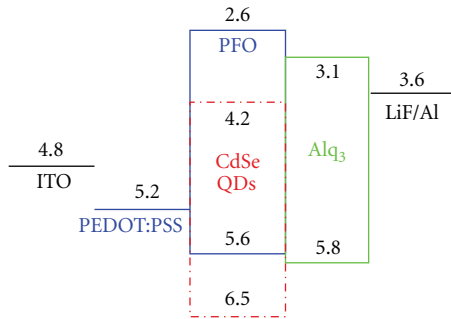 2.6
PFO
3.1
3.6
LiF/Al
4.2
4.8
ITO
CdSe
QDs
Alq₃
5.2
PEDOT:PSS
5.6
5.8
6.5